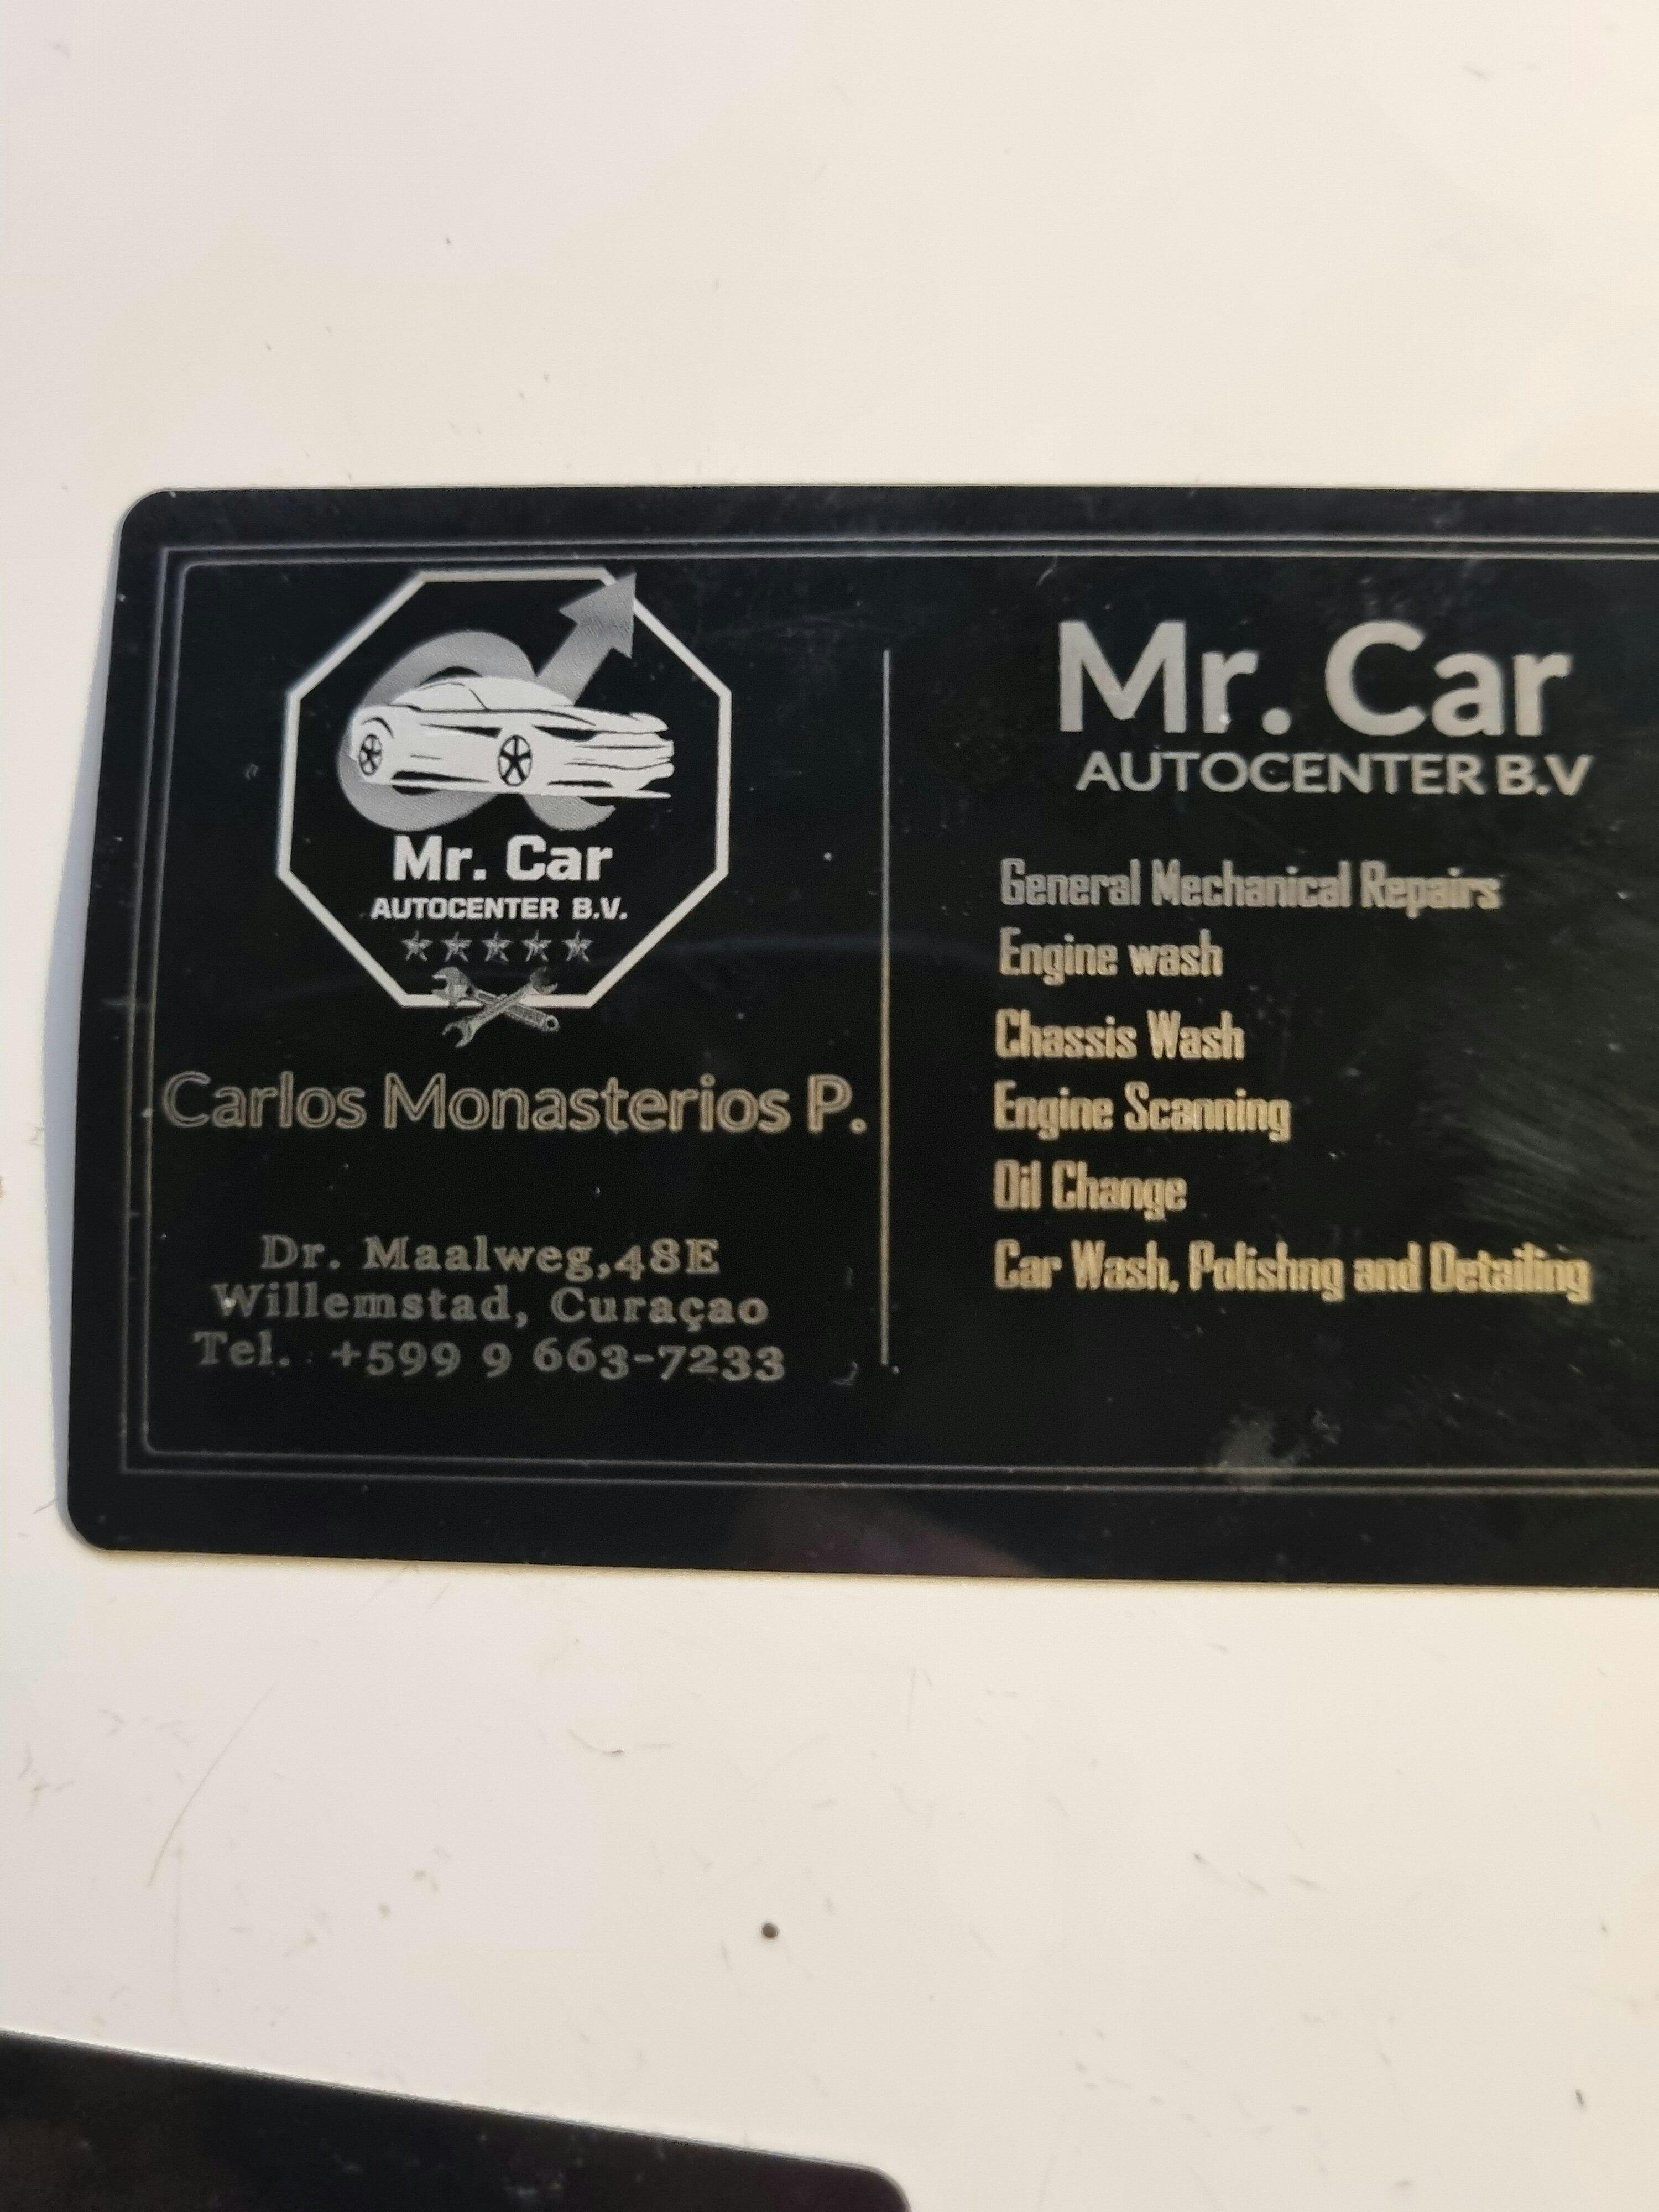 Mr. Car
AUTOCENTER B.V.
Carlos Monasterios P.
Dr. Maalweg,48E
Willemstad, Curaçao
Tel. +599 9 663-7233
Mr. Car
AUTOCENTER B.V
General Mechanical Repairs
Engine wash
Chassis Wash
Engine Scanning
Oil Change
Car Wash, Polishng and Detailing